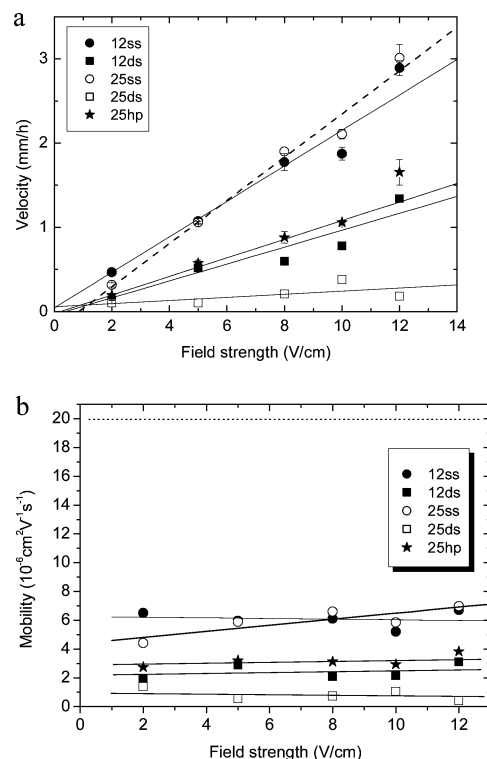 a
12ss
12ds
25ss
25ds
25hp
Velocity (mm/h)
3
2
1
0
0 2 4 6 8 10 12 14
Field strength (V/cm)
b
20
18
16
14
12
10
8
6
4
2
0
12ss
12ds
25ss
25ds
25hp
Mobility (10⁻⁶cm²V⁻¹s⁻¹)
0 2 4 6 8 10 12
Field strength (V/cm)